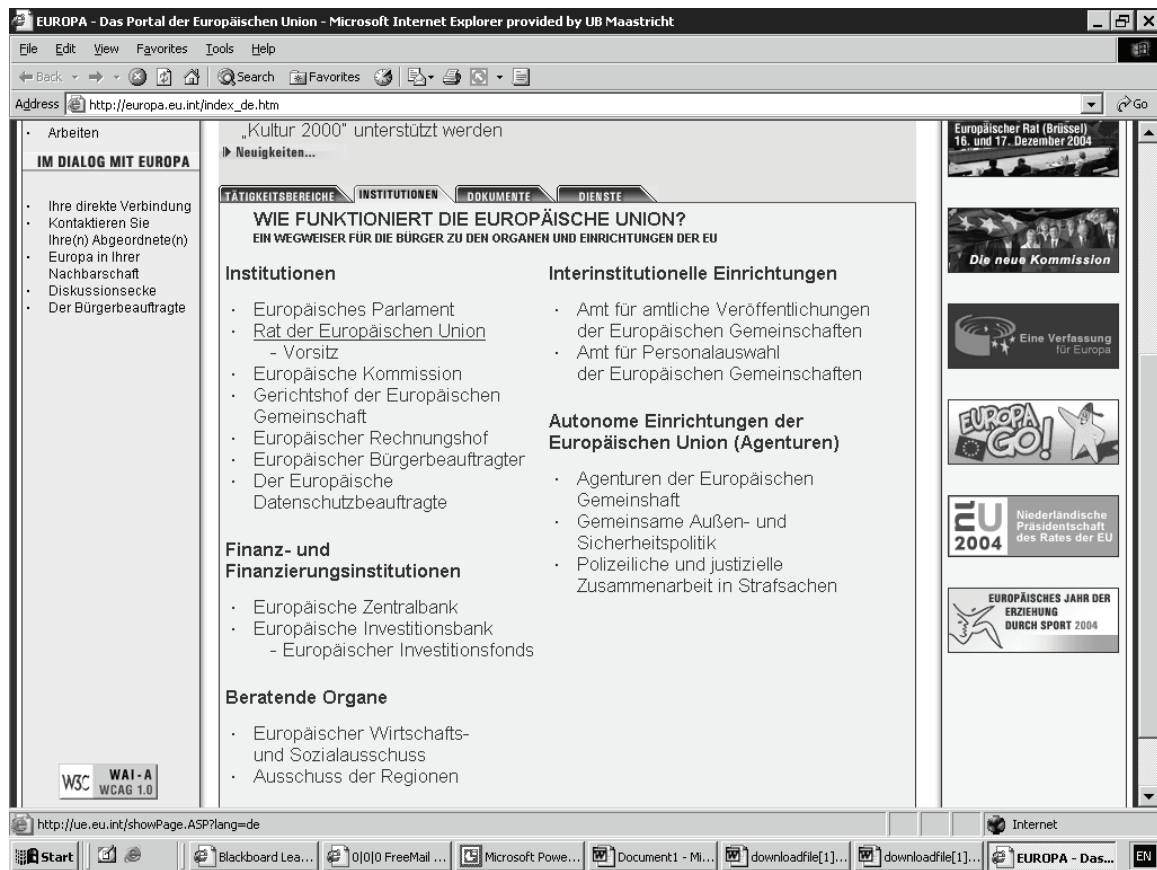 EUROPA - Das Portal der Europäischen Union - Microsoft Internet Explorer provided by UB Maastricht
File Edit View Favorites Tools Help
Back Search Favorites
Address http://europa.eu.int/index_de.htm Go
· Arbeiten
IM DIALOG MIT EUROPA
· Ihre direkte Verbindung
· Kontaktieren Sie
Ihre(n) Abgeordnete(n)
· Europa in Ihrer
Nachbarschaft
· Diskussionsecke
· Der Bürgerbeauftragte
W3C WAI-A
WCAG 1.0
„Kultur 2000" unterstützt werden
Neuigkeiten...
TÄTIGKEITSBEREICHE INSTITUTIONEN DOKUMENTE DIENSTE
WIE FUNKTIONIERT DIE EUROPÄISCHE UNION?
EIN WEGWEISER FÜR DIE BÜRGER ZU DEN ORGANEN UND EINRICHTUNGEN DER EU
Institutionen
· Europäisches Parlament
· Rat der Europäischen Union
- Vorsitz
· Europäische Kommission
· Gerichtshof der Europäischen
Gemeinschaft
· Europäischer Rechnungshof
· Europäischer Bürgerbeauftragter
· Der Europäische
Datenschutzbeauftragte
Finanz- und
Finanzierungsinstitutionen
· Europäische Zentralbank
· Europäische Investitionsbank
- Europäischer Investitionsfonds
Beratende Organe
· Europäischer Wirtschafts-
und Sozialausschuss
· Ausschuss der Regionen
Interinstitutionelle Einrichtungen
· Amt für amtliche Veröffentlichungen
der Europäischen Gemeinschaften
· Amt für Personalauswahl
der Europäischen Gemeinschaften
Autonome Einrichtungen der
Europäischen Union (Agenturen)
· Agenturen der Europäischen
Gemeinshaft
· Gemeinsame Außen- und
Sicherheitspolitik
· Polizeiliche und justizielle
Zusammenarbeit in Strafsachen
Europäischer Rat (Brüssel)
16. und 17. Dezember 2004
Die neue Kommission
Eine Verfassung
für Europa
EUROPA
GO!
EU
2004
Niederländische
Präsidentschaft
des Rates der EU
EUROPÄISCHES JAHR DER
ERZIEHUNG
DURCH SPORT 2004
http://ue.eu.int/showPage.ASP?lang=de Internet
Start Blackboard Lea... 0|0|0 FreeMail ... Microsoft Powe... Document1 - Mi... downloadfile[1]... downloadfile[1]... EUROPA - Das... EN